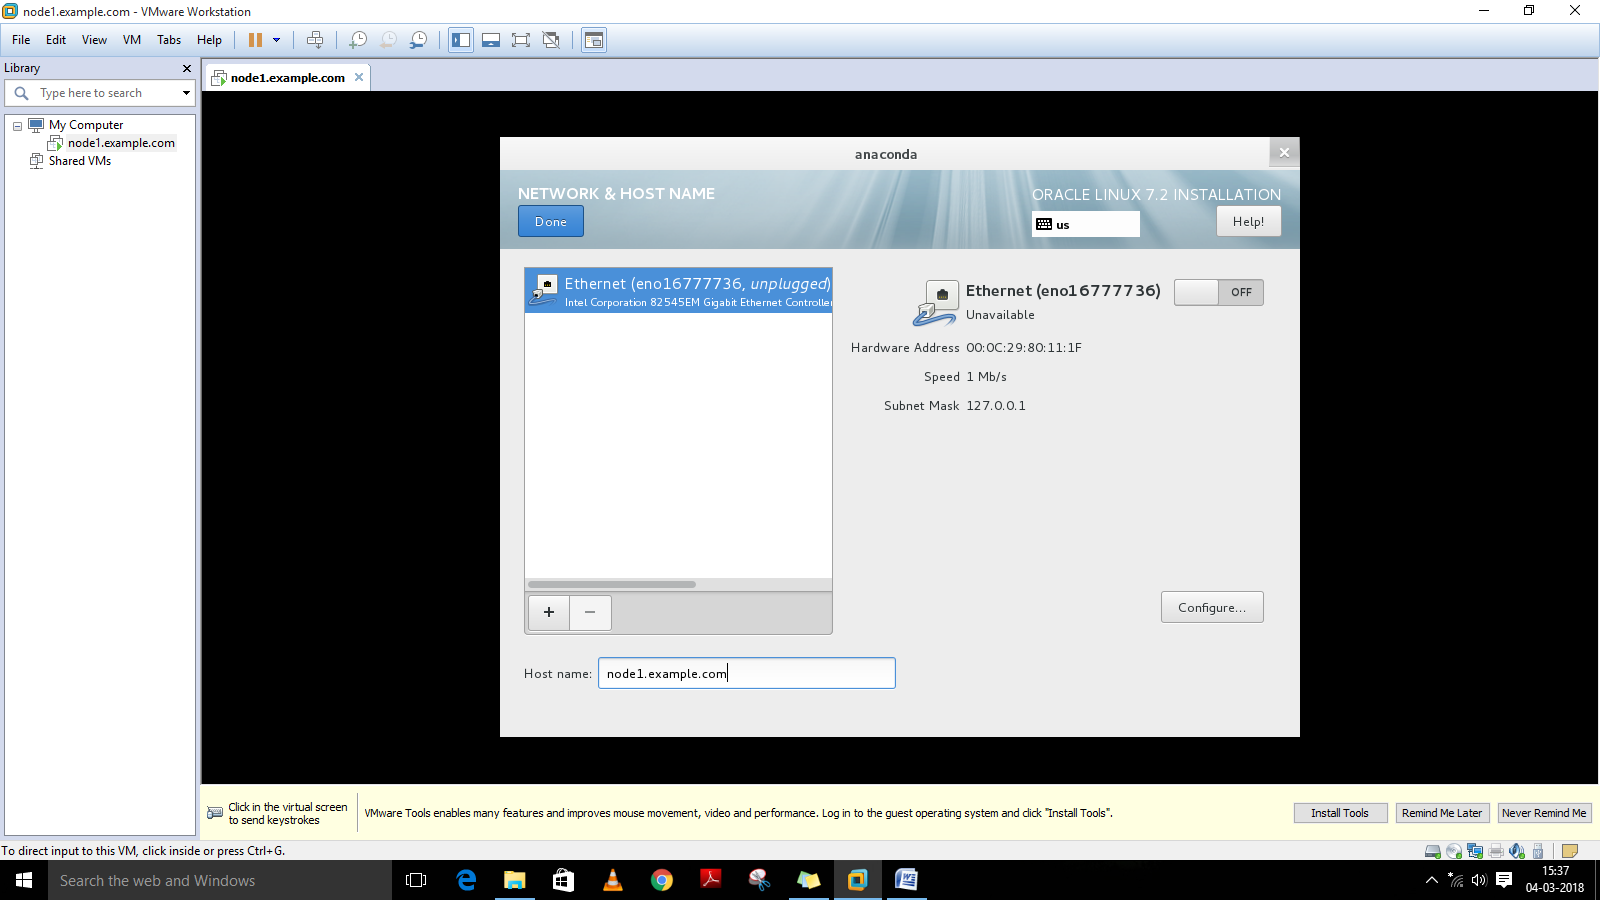 node1.example.com - VMware Workstation
File Edit View VM Tabs Help
Library
Type here to search
My Computer
node1.example.com
Shared VMs
node1.example.com
anaconda
NETWORK & HOST NAME
ORACLE LINUX 7.2 INSTALLATION
Done
us
Help!
Ethernet (eno16777736, unplugged)
Intel Corporation 82545EM Gigabit Ethernet Controller
Ethernet (eno16777736)
OFF
Unavailable
Hardware Address 00:0C:29:80:11:1F
Speed 1 Mb/s
Subnet Mask 127.0.0.1
+ −
Configure...
Host name: node1.example.com
Click in the virtual screen
to send keystrokes
VMware Tools enables many features and improves mouse movement, video and performance. Log in to the guest operating system and click "Install Tools".
Install Tools Remind Me Later Never Remind Me
To direct input to this VM, click inside or press Ctrl+G.
Search the web and Windows
15:37
04-03-2018